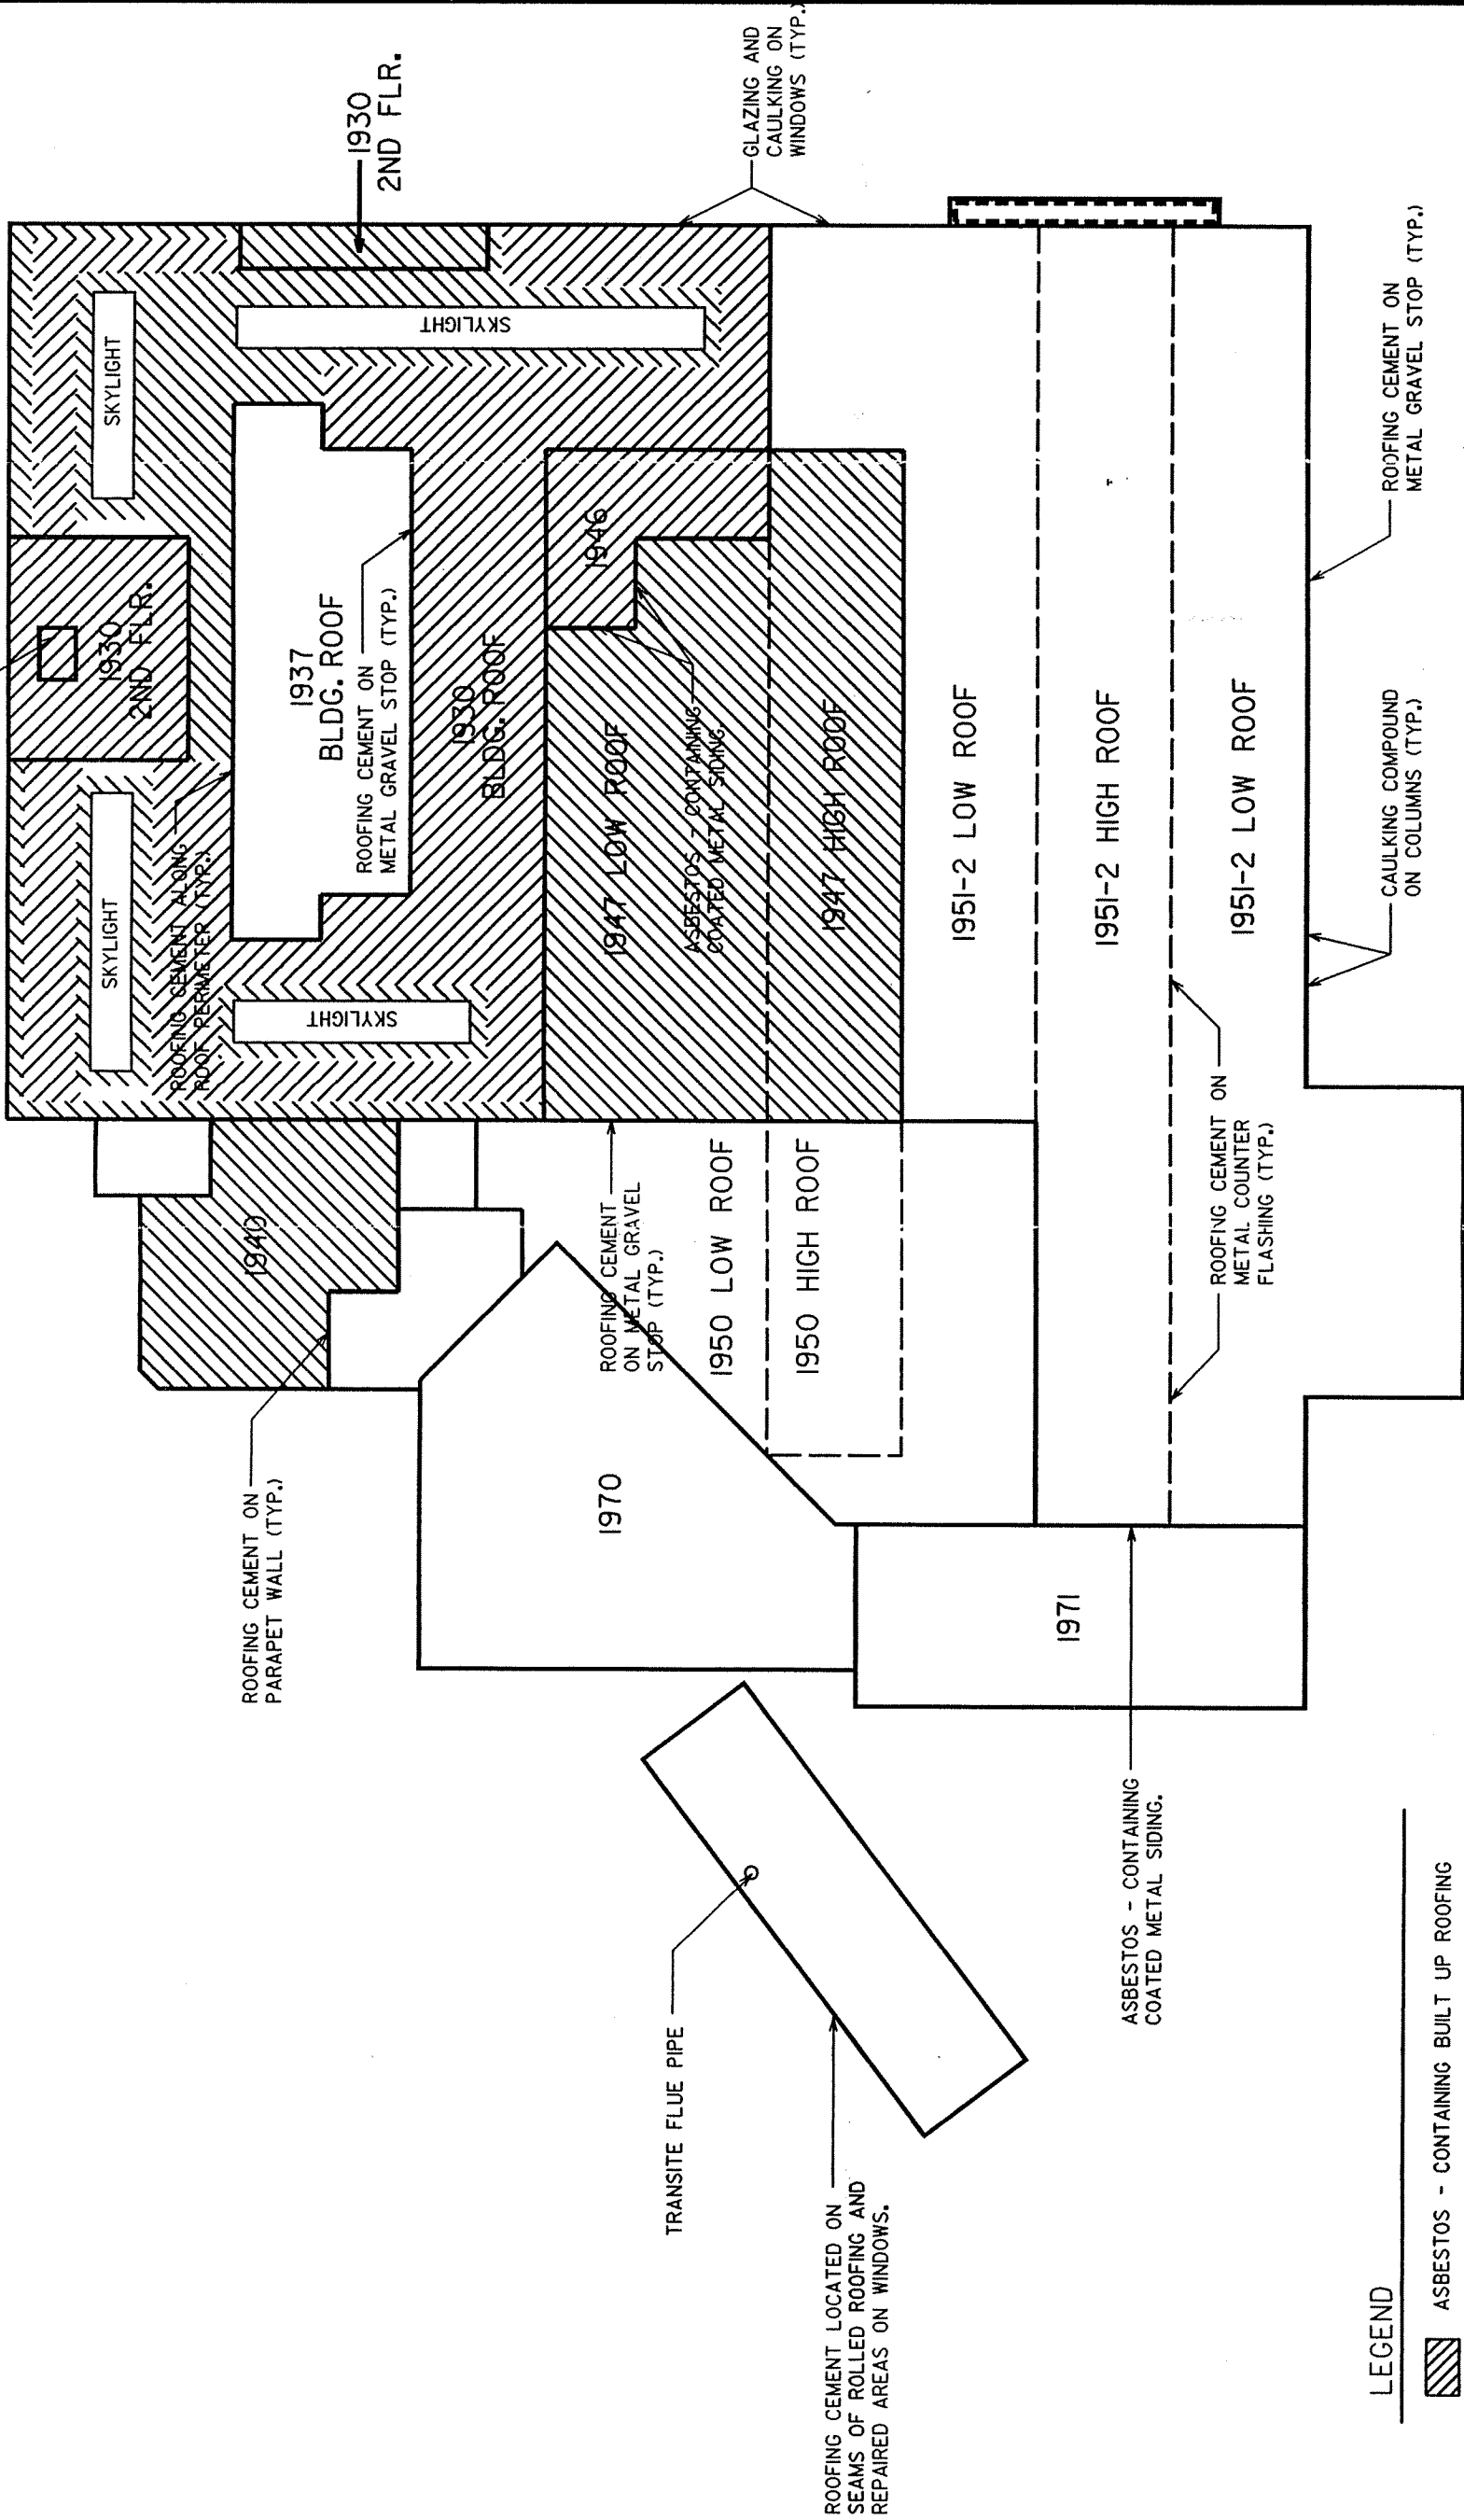 GLAZING AND
CAULKING ON
WINDOWS (TYP.)
1930
2ND FLR.
SKYLIGHT
SKYLIGHT
1930
2ND FLR.
SKYLIGHT
ROOFING CEMENT ALONG
ROOF PERIMETER (TYP.)
1937
BLDG. ROOF
ROOFING CEMENT ON
METAL GRAVEL STOP (TYP.)
1930
BLDG. ROOF
SKYLIGHT
1946
1947 LOW ROOF
ASBESTOS - CONTAINING
COATED METAL SIDING.
1947 HIGH ROOF
1951-2 LOW ROOF
1951-2 HIGH ROOF
1951-2 LOW ROOF
ROOFING CEMENT ON
METAL GRAVEL STOP (TYP.)
CAULKING COMPOUND
ON COLUMNS (TYP.)
ROOFING CEMENT ON
METAL COUNTER
FLASHING (TYP.)
1940
ROOFING CEMENT
ON METAL GRAVEL
STOP (TYP.)
1950 LOW ROOF
1950 HIGH ROOF
ROOFING CEMENT ON
PARAPET WALL (TYP.)
1970
1971
ASBESTOS - CONTAINING
COATED METAL SIDING.
TRANSITE FLUE PIPE
ROOFING CEMENT LOCATED ON
SEAMS OF ROLLED ROOFING AND
REPAIRED AREAS ON WINDOWS.
LEGEND
ASBESTOS - CONTAINING BUILT UP ROOFING